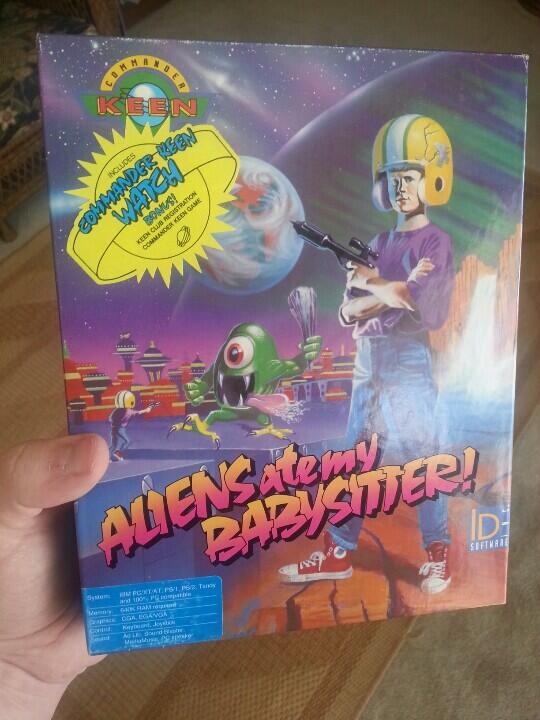 COMMANDER
KEEN
INCLUDES
COMMANDER KEEN
WATCH
BONUS!
KEEN CLUB REGISTRATION
COMMANDER KEEN GAME
ALIENS ate my
BABYSITTER!
ID
SOFTWARE
System: IBM PC/XT/AT, PS/1, PS/2, Tandy
and 100% PC compatible
Memory: 640K RAM required
Graphics: CGA, EGA/VGA
Control: Keyboard, Joystick
Sound: Ad Lib, Sound Blaster
PC speaker